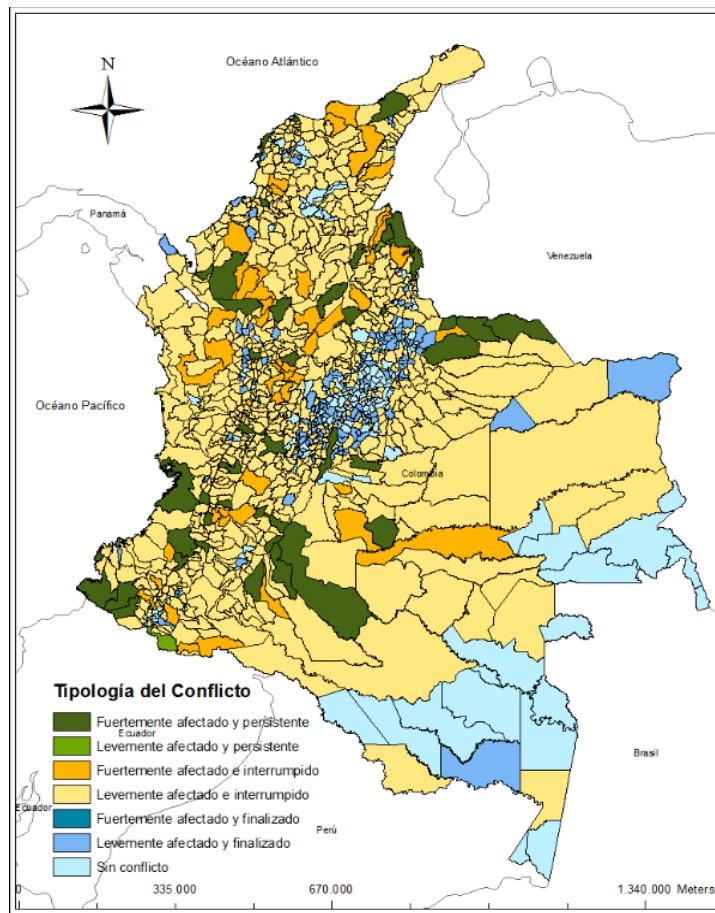 N
Océano Atlántico
Panamá
Venezuela
Océano Pacífico
Colombia
Tipología del Conflicto
Fuertemente afectado y persistente
Ecuador
Levemente afectado y persistente
Fuertemente afectado e interrumpido
Levemente afectado e interrumpido
Brasil
Ecuador
Fuertemente afectado y finalizado
Perú
Levemente afectado y finalizado
Sin conflicto
0 335.000 670.000 1.340.000 Meters